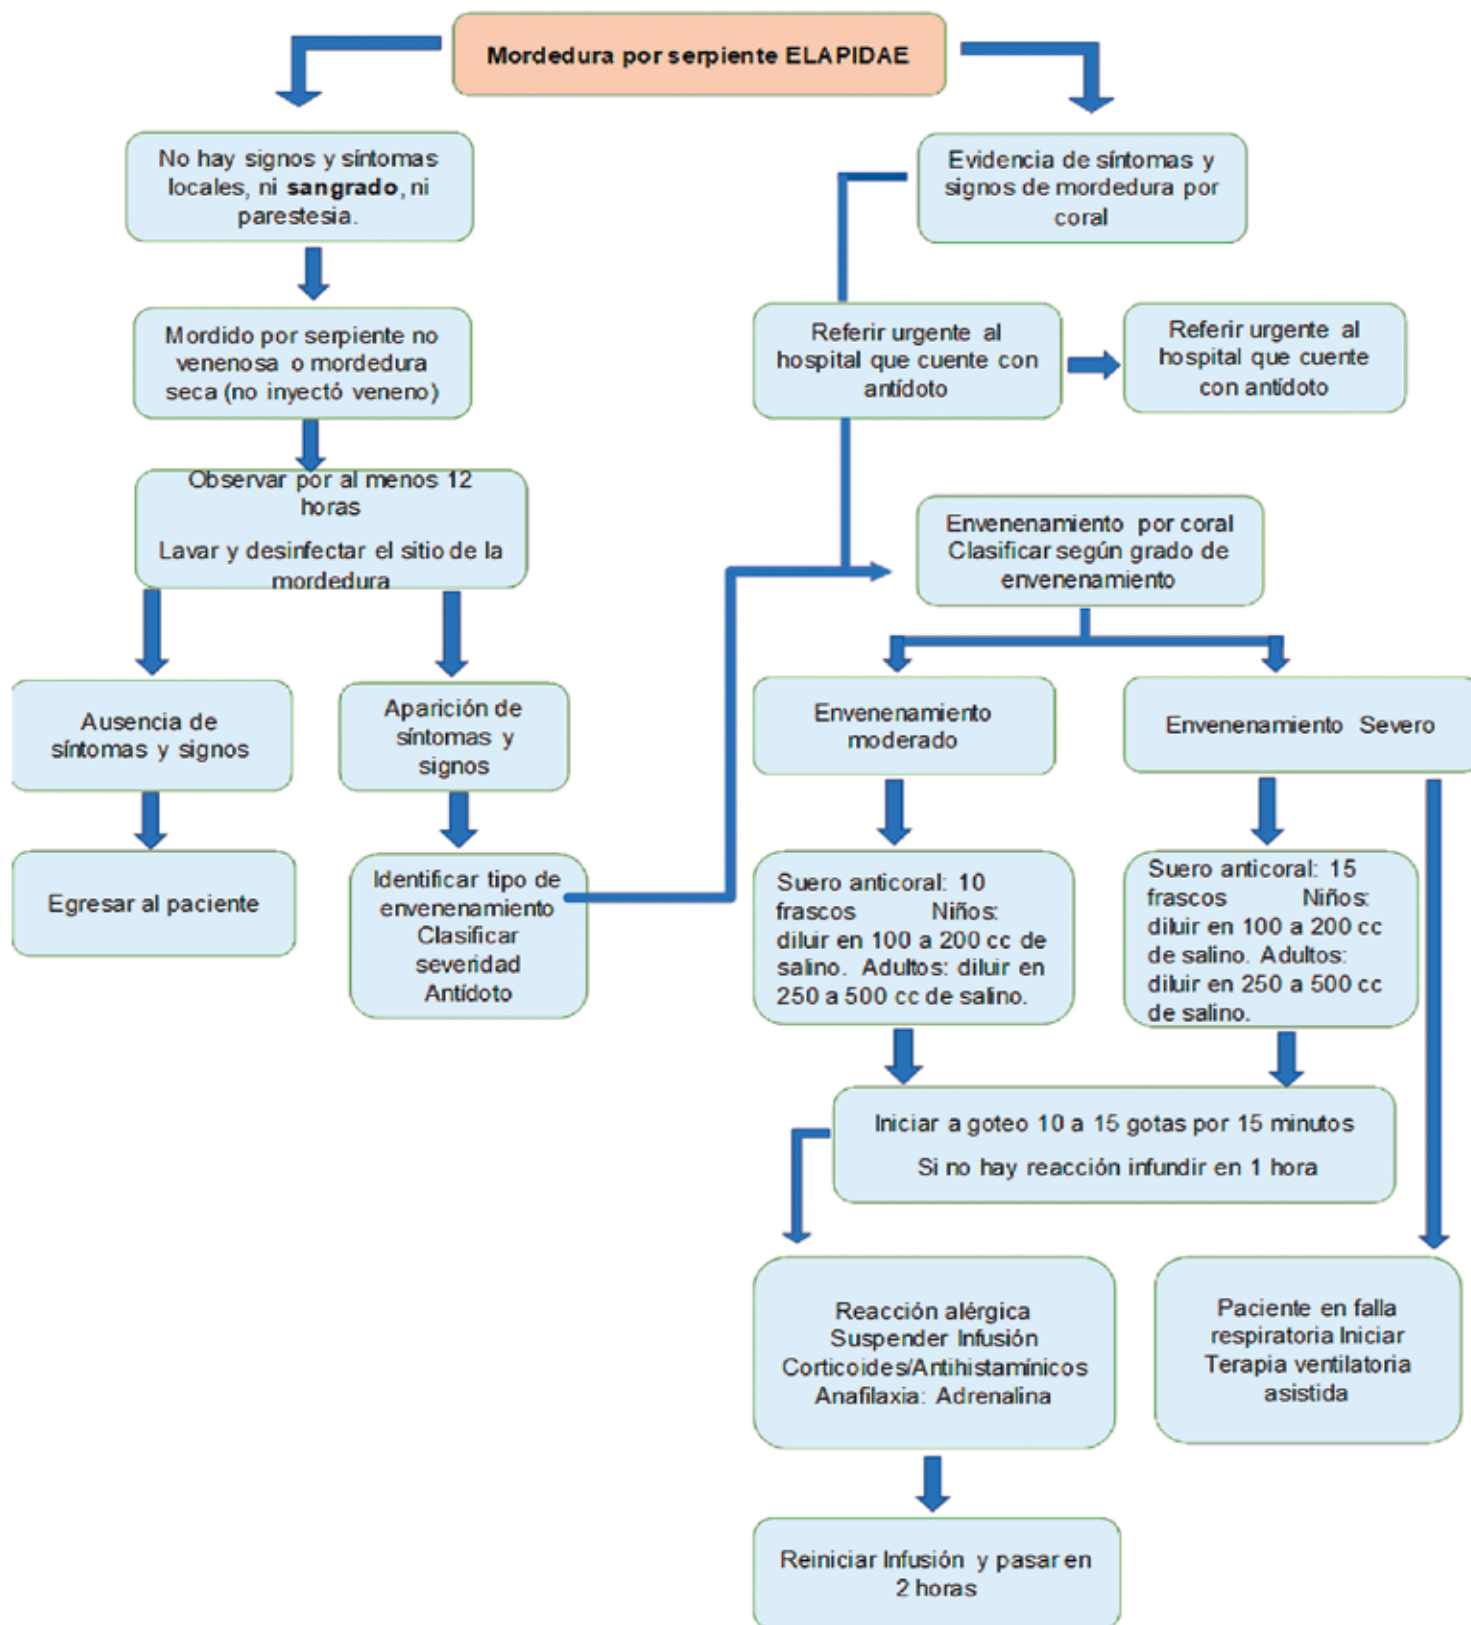 Mordedura por serpiente ELAPIDAE
No hay signos y síntomas
locales, ni sangrado, ni
parestesia.
Evidencia de síntomas y
signos de mordedura por
coral
Mordido por serpiente no
venenosa o mordedura
seca (no inyectó veneno)
Referir urgente al
hospital que cuente con
antídoto
Referir urgente al
hospital que cuente
con antídoto
Observar por al menos 12
horas
Lavar y desinfectar el sitio de la
mordedura
Envenenamiento por coral
Clasificar según grado de
envenenamiento
Ausencia de
síntomas y signos
Aparición de
síntomas y
signos
Envenenamiento
moderado
Envenenamiento Severo
Egresar al paciente
Identificar tipo de
envenenamiento
Clasificar
severidad
Antídoto
Suero anticoral: 10
frascos Niños:
diluir en 100 a 200 cc de
salino. Adultos: diluir en
250 a 500 cc de salino.
Suero anticoral: 15
frascos Niños:
diluir en 100 a 200 cc
de salino. Adultos:
diluir en 250 a 500 cc
de salino.
Iniciar a goteo 10 a 15 gotas por 15 minutos
Si no hay reacción infundir en 1 hora
Reacción alérgica
Suspender Infusión
Corticoides/Antihistamínicos
Anafilaxia: Adrenalina
Paciente en falla
respiratoria Iniciar
Terapia ventilatoria
asistida
Reiniciar Infusión y pasar en
2 horas